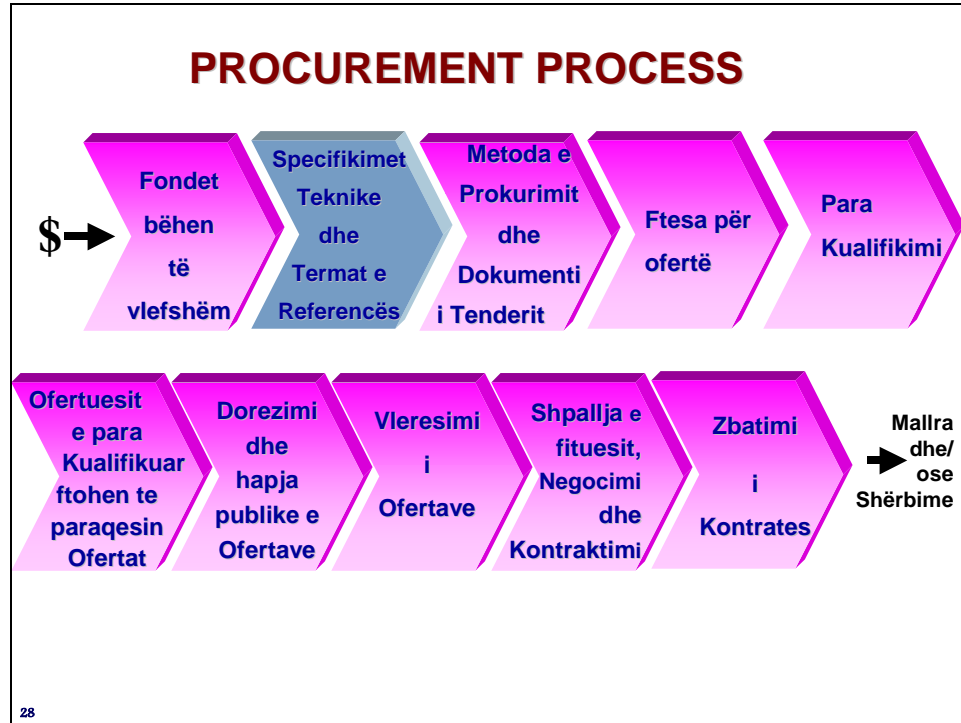 PROCUREMENT PROCESS
$
Fondet
bëhen
të
vlefshëm
Specifikimet
Teknike
dhe
Termat e
Referencës
Metoda e
Prokurimit
dhe
Dokumenti
i Tenderit
Ftesa për
ofertë
Para
Kualifikimi
Ofertuesit
e para
Kualifikuar
ftohen te
paraqesin
Ofertat
Dorezimi
dhe
hapja
publike e
Ofertave
Vleresimi
i
Ofertave
Shpallja e
fituesit,
Negocimi
dhe
Kontraktimi
Zbatimi
i
Kontrates
Mallra
dhe/
ose
Shërbime
28